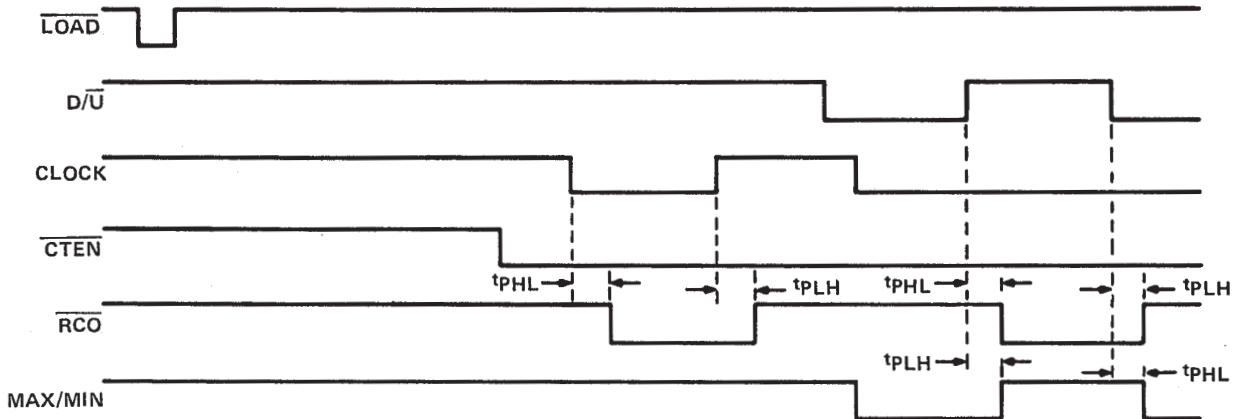 LOAD
D/U
CLOCK
CTEN
tPHL tPLH tPHL tPLH
RCO
tPLH tPHL
MAX/MIN